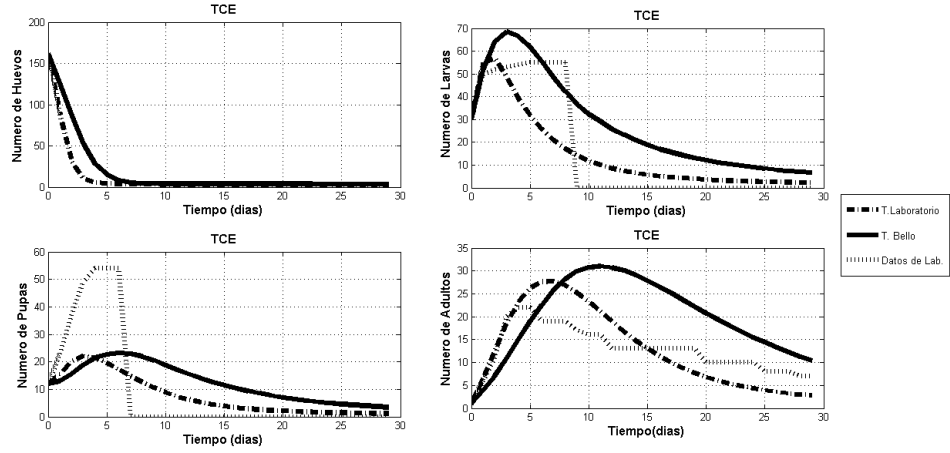 TCE
200
150
100
50
0
Numero de Huevos
0 5 10 15 20 25 30
Tiempo (dias)
TCE
70
60
50
40
30
20
10
0
Numero de Larvas
0 5 10 15 20 25 30
Tiempo (dias)
T.Laboratorio
T. Bello
Datos de Lab.
TCE
60
50
40
30
20
10
0
Numero de Pupas
0 5 10 15 20 25 30
Tiempo (dias)
TCE
35
30
25
20
15
10
5
0
Numero de Adultos
0 5 10 15 20 25 30
Tiempo(dias)